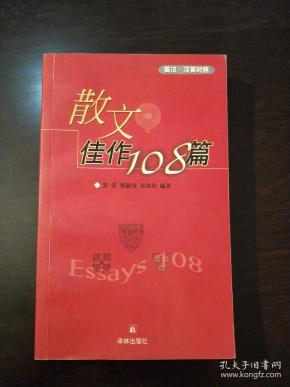 英汉·汉英对照
散文
佳作108篇
编著
Essays 108
译林出版社
孔夫子旧书网